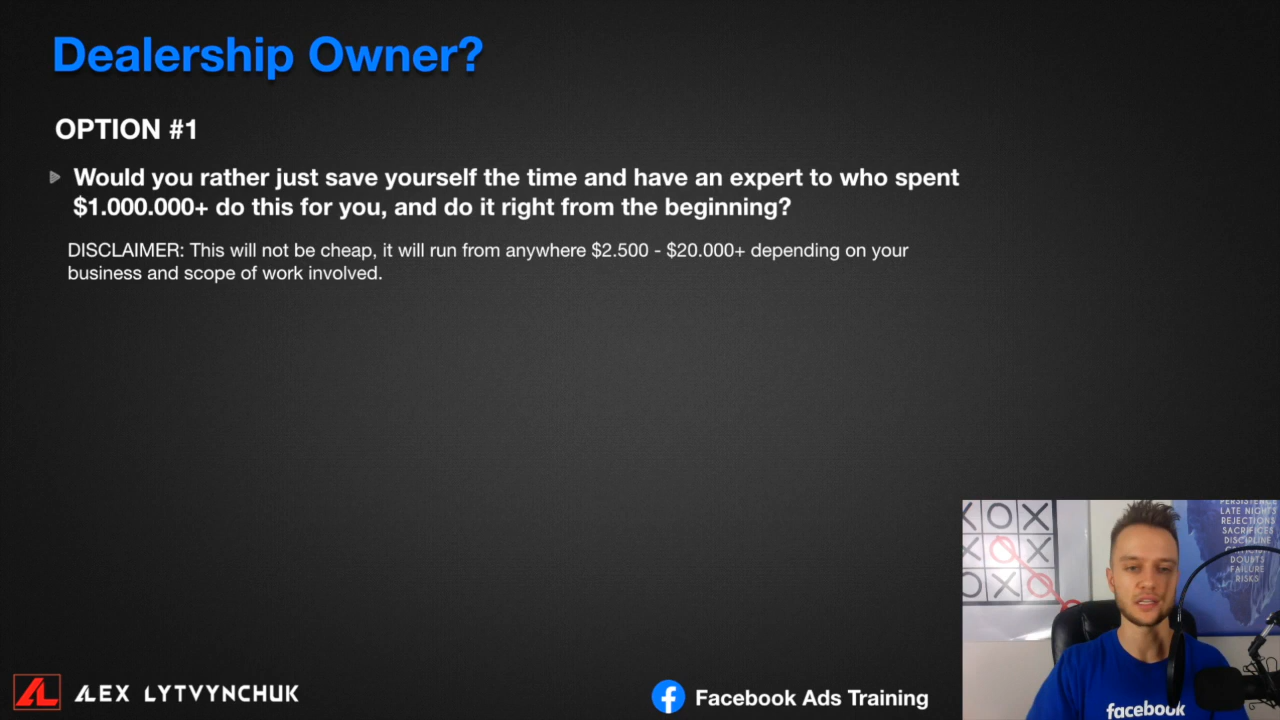 Dealership Owner?
OPTION #1
Would you rather just save yourself the time and have an expert to who spent
$1.000.000+ do this for you, and do it right from the beginning?
DISCLAIMER: This will not be cheap, it will run from anywhere $2.500 - $20.000+ depending on your
business and scope of work involved.
X O X
X O X
O X O
PERSISTENCE
LATE NIGHTS
REJECTIONS
SACRIFICES
DISCIPLINE
DOUBTS
FAILURE
RISKS
facebook
AL ALEX LYTVYNCHUK
f Facebook Ads Training